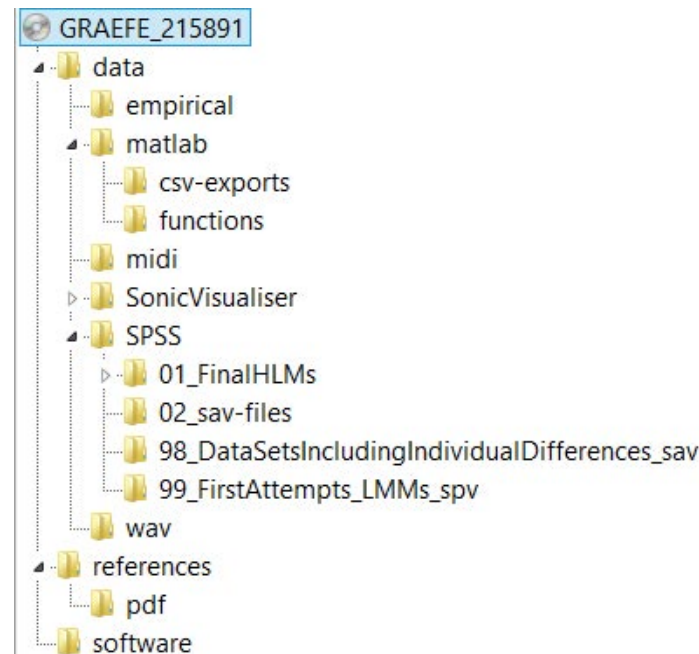 GRAEFE_215891
data
empirical
matlab
csv-exports
functions
midi
SonicVisualiser
SPSS
01_FinalHLMs
02_sav-files
98_DataSetsIncludingIndividualDifferences_sav
99_FirstAttempts_LMMs_spv
wav
references
pdf
software